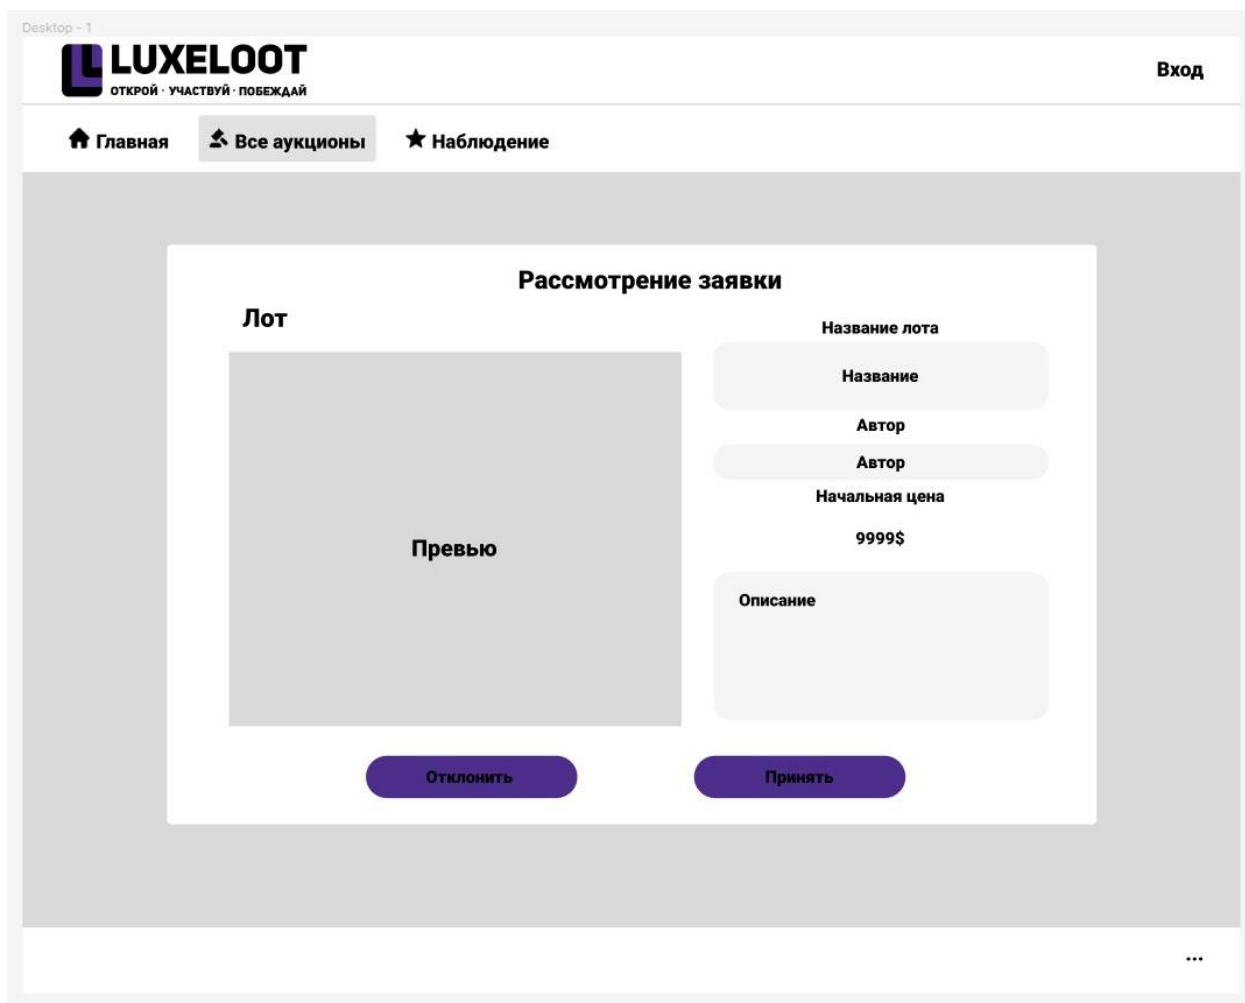 Desktop - 1
LUXELOOT
ОТКРОЙ · УЧАСТВУЙ · ПОБЕЖДАЙ
Вход
Главная
Все аукционы
Наблюдение
Рассмотрение заявки
Лот
Превью
Название лота
Название
Автор
Автор
Начальная цена
9999$
Описание
Отклонить
Принять
...